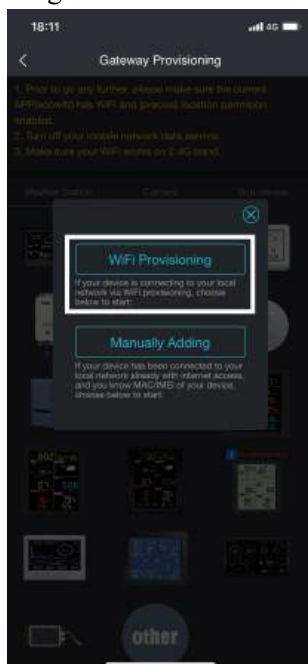 18:11
4G
Gateway Provisioning
1. Prior to go any further, please make sure the current
APP(ecowitt) has WiFi and (precise) location permission
enabled.
2. Turn off your mobile network data service.
3. Make sure your WiFi works on 2.4G band.
Weather Station
Camera
WiFi Provisioning
If your device is connecting to your local
network via WiFi provisioning, choose
below to start:
Manually Adding
If your device has been connected to your
local network already with internet access,
and you know MAC/IMEI of your device,
choose below to start:
other